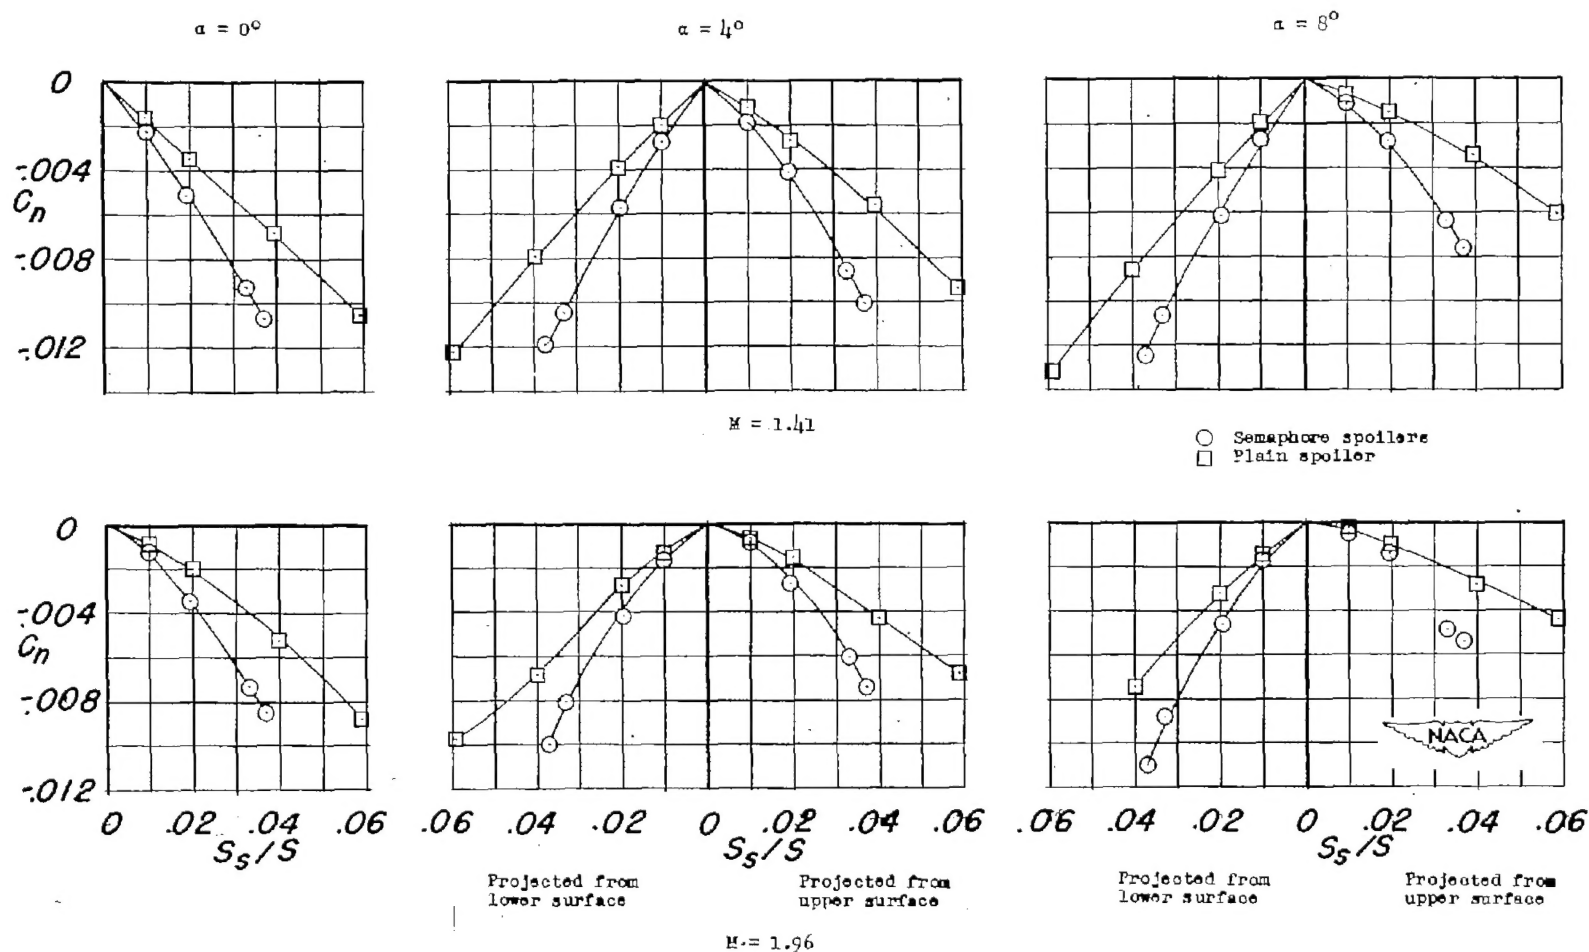 α = 0°
α = 4°
α = 8°
0
-.004
Cn
-.008
-.012
M = 1.41
Semaphore spoilers
Plain spoiler
0
-.004
Cn
-.008
-.012
0 .02 .04 .06
.06 .04 .02 0 .02 .04 .06
.06 .04 .02 0 .02 .04 .06
Ss/S
Ss/S
Ss/S
NACA
Projected from
lower surface
Projected from
upper surface
Projected from
lower surface
Projected from
upper surface
M = 1.96